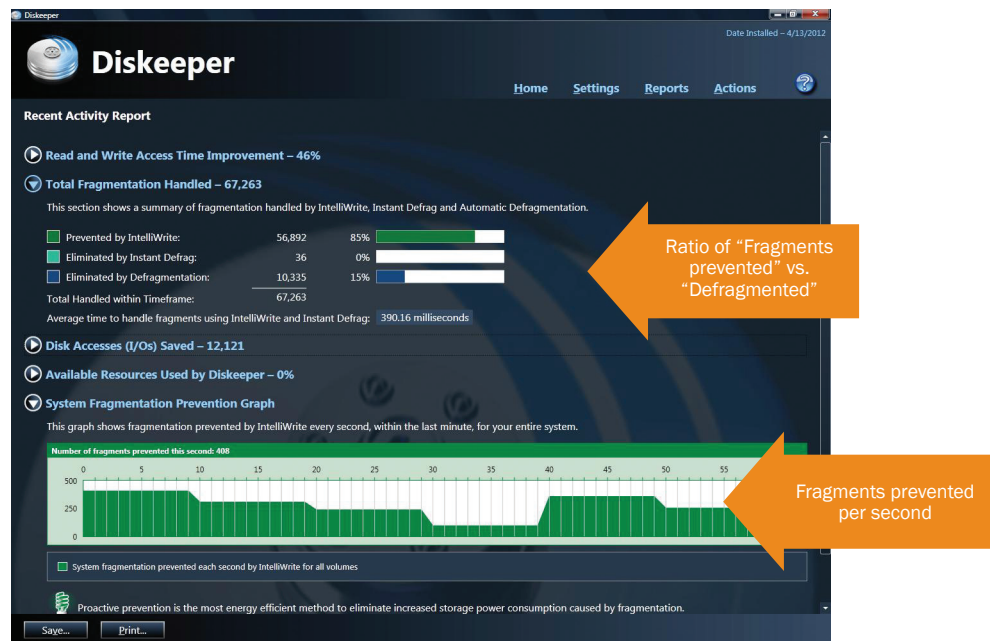 Diskeeper
Date Installed – 4/13/2012
Diskeeper
Home Settings Reports Actions ?
Recent Activity Report
Read and Write Access Time Improvement – 46%
Total Fragmentation Handled – 67,263
This section shows a summary of fragmentation handled by IntelliWrite, Instant Defrag and Automatic Defragmentation.
Prevented by IntelliWrite: 56,892 85%
Eliminated by Instant Defrag: 36 0%
Eliminated by Defragmentation: 10,335 15%
Total Handled within Timeframe: 67,263
Average time to handle fragments using IntelliWrite and Instant Defrag: 390.16 milliseconds
Ratio of “Fragments
prevented” vs.
“Defragmented”
Disk Accesses (I/Os) Saved – 12,121
Available Resources Used by Diskeeper – 0%
System Fragmentation Prevention Graph
This graph shows fragmentation prevented by IntelliWrite every second, within the last minute, for your entire system.
Number of fragments prevented this second: 408
0 5 10 15 20 25 30 35 40 45 50 55
500
250
0
Fragments prevented
per second
System fragmentation prevented each second by IntelliWrite for all volumes
Proactive prevention is the most energy efficient method to eliminate increased storage power consumption caused by fragmentation.
Save... Print...